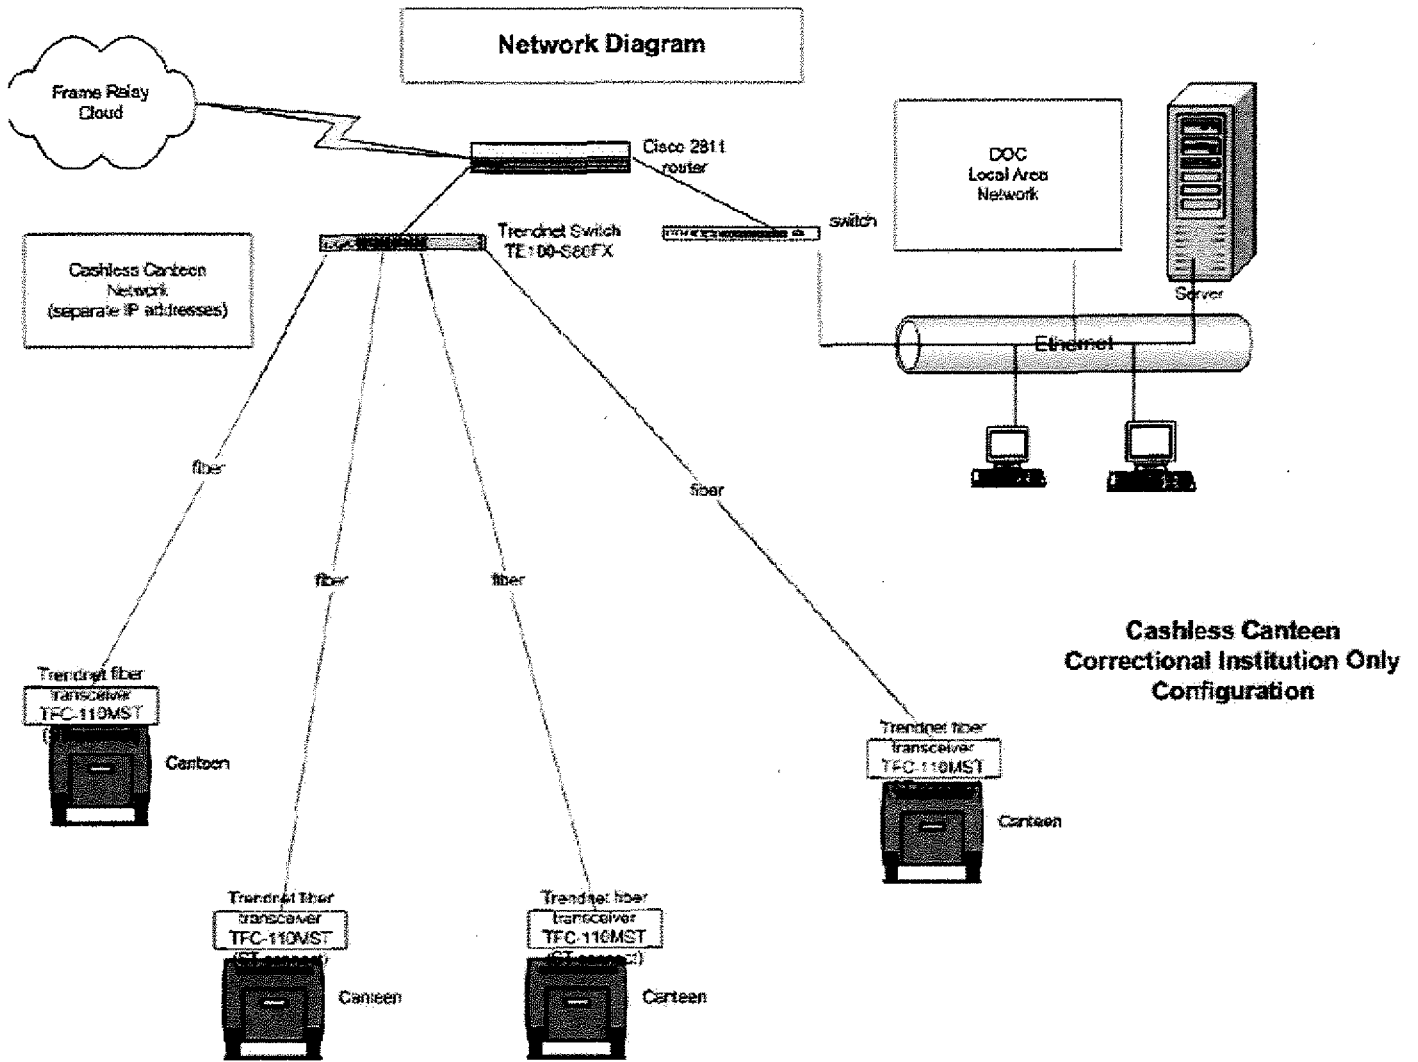 Network Diagram
Frame Relay
Cloud
Cisco 2811
router
DOC
Local Area
Network
switch
Trendnet Switch
TE100-S80FX
Server
Cashless Canteen
Network
(separate IP addresses)
Ethernet
fiber
fiber
fiber
fiber
Cashless Canteen
Correctional Institution Only
Configuration
Trendnet fiber
transceiver
TFC-110MST
Canteen
Trendnet fiber
transceiver
TFC-110MST
Canteen
Trendnet fiber
transceiver
TFC-110MST
Canteen
Trendnet fiber
transceiver
TFC-110MST
Canteen